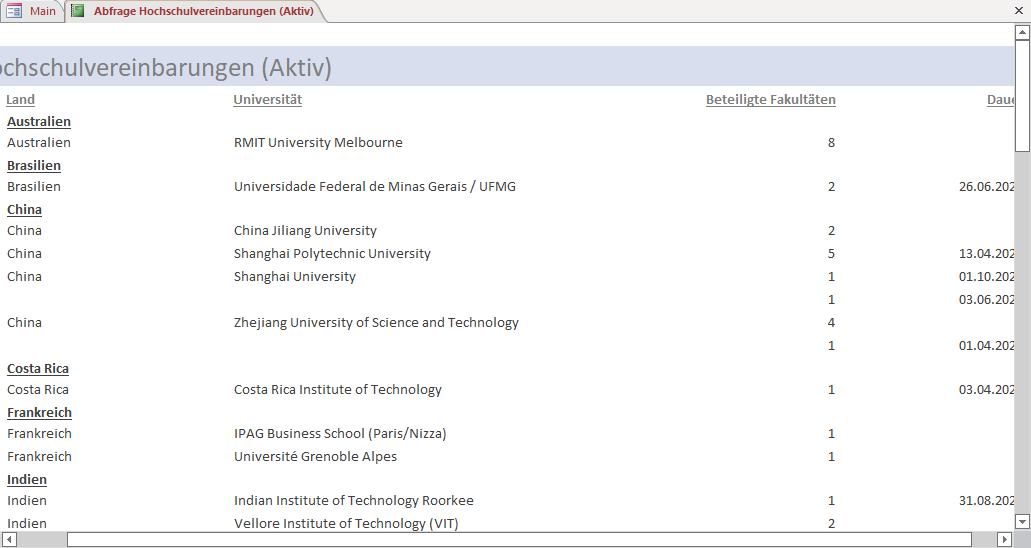 Main Abfrage Hochschulvereinbarungen (Aktiv)
ochschulvereinbarungen (Aktiv)
Land Universität Beteiligte Fakultäten Daue
Australien
Australien RMIT University Melbourne 8
Brasilien
Brasilien Universidade Federal de Minas Gerais / UFMG 2 26.06.202
China
China China Jiliang University 2
China Shanghai Polytechnic University 5 13.04.202
China Shanghai University 1 01.10.202
1 03.06.202
China Zhejiang University of Science and Technology 4
1 01.04.202
Costa Rica
Costa Rica Costa Rica Institute of Technology 1 03.04.202
Frankreich
Frankreich IPAG Business School (Paris/Nizza) 1
Frankreich Université Grenoble Alpes 1
Indien
Indien Indian Institute of Technology Roorkee 1 31.08.202
Indien Vellore Institute of Technology (VIT) 2